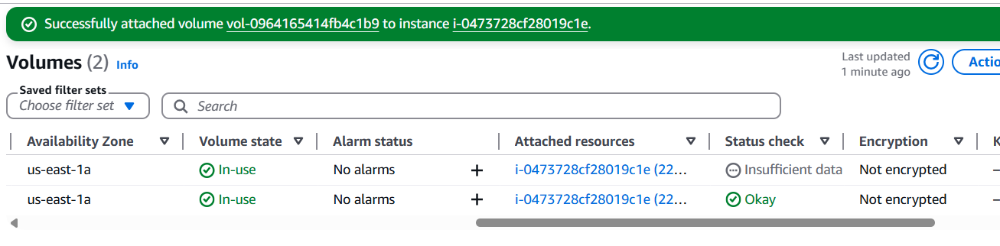 Successfully attached volume vol-0964165414fb4c1b9 to instance i-0473728cf28019c1e.
Volumes (2) Info
Last updated
1 minute ago
Actio
Saved filter sets
Choose filter set
Search
Availability Zone Volume state Alarm status Attached resources Status check Encryption K
us-east-1a In-use No alarms + i-0473728cf28019c1e (22... Insufficient data Not encrypted –
us-east-1a In-use No alarms + i-0473728cf28019c1e (22... Okay Not encrypted –